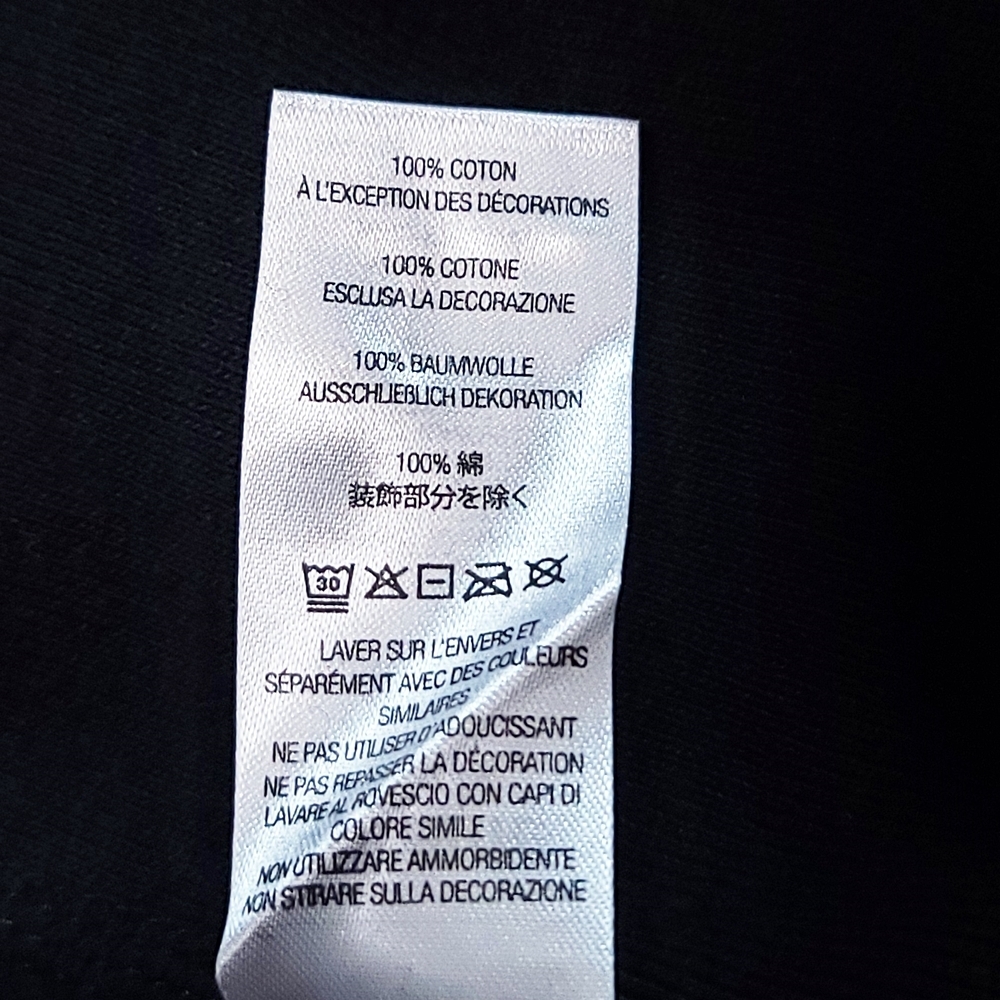 100% COTON
À L'EXCEPTION DES DÉCORATIONS
100% COTONE
ESCLUSA LA DECORAZIONE
100% BAUMWOLLE
AUSSCHLIEßLICH DEKORATION
100% 綿
装飾部分を除く
30
LAVER SUR L'ENVERS ET
SÉPARÉMENT AVEC DES COULEURS
SIMILAIRES
NE PAS UTILISER D'ADOUCISSANT
NE PAS REPASSER LA DÉCORATION
LAVARE AL ROVESCIO CON CAPI DI
COLORE SIMILE
NON UTILIZZARE AMMORBIDENTE
NON STIRARE SULLA DECORAZIONE